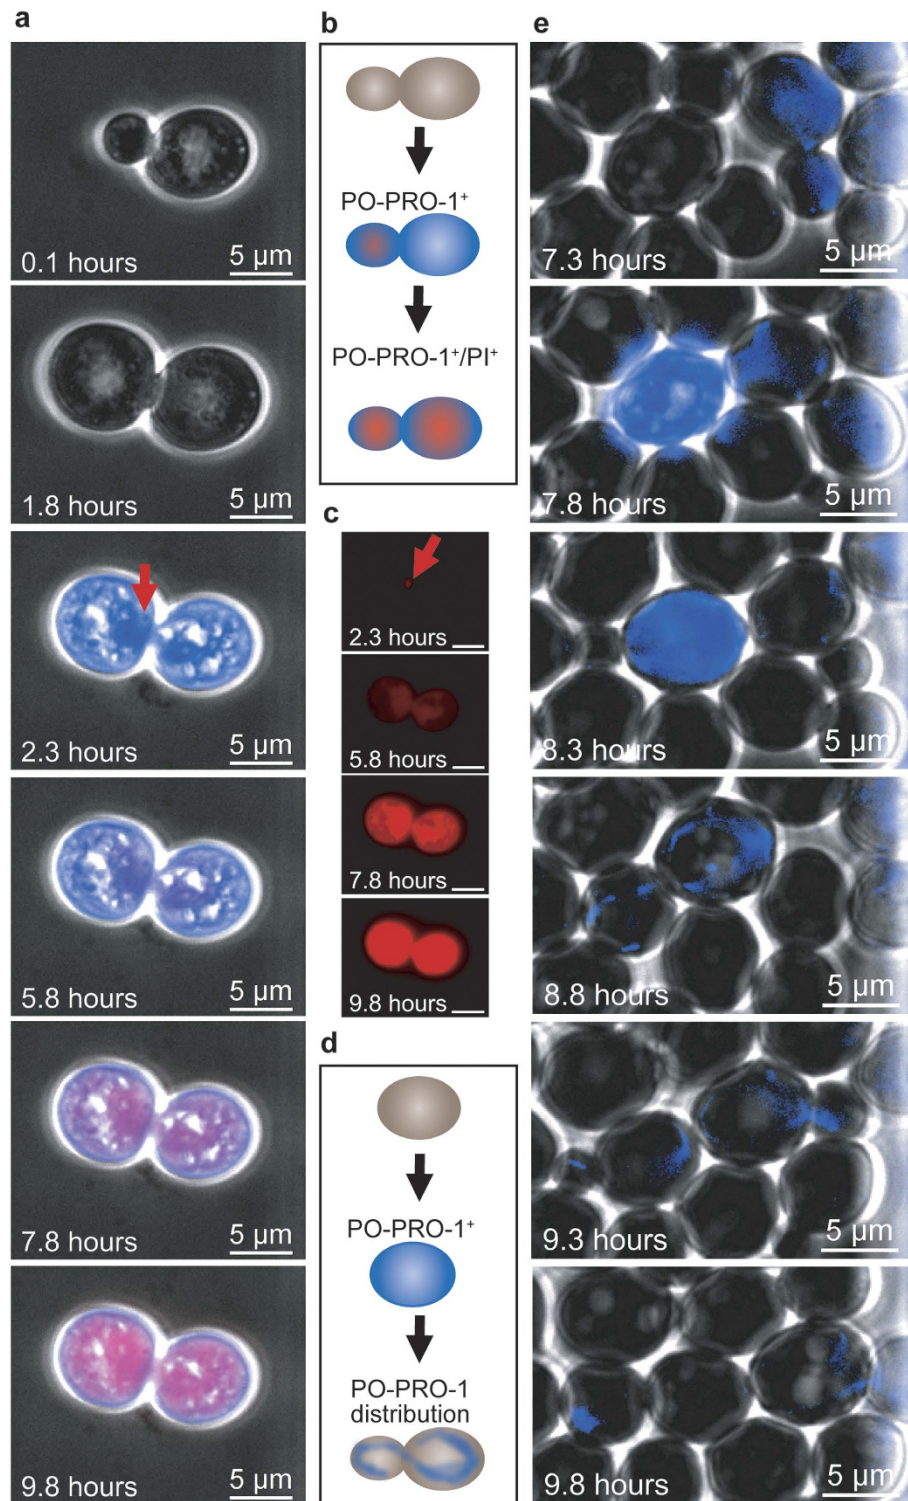 a
0.1 hours
5 µm
1.8 hours
5 µm
2.3 hours
5 µm
5.8 hours
5 µm
7.8 hours
5 µm
9.8 hours
5 µm
b
PO-PRO-1⁺
PO-PRO-1⁺/PI⁺
c
2.3 hours
5.8 hours
7.8 hours
9.8 hours
d
PO-PRO-1⁺
PO-PRO-1
distribution
e
7.3 hours
5 µm
7.8 hours
5 µm
8.3 hours
5 µm
8.8 hours
5 µm
9.3 hours
5 µm
9.8 hours
5 µm